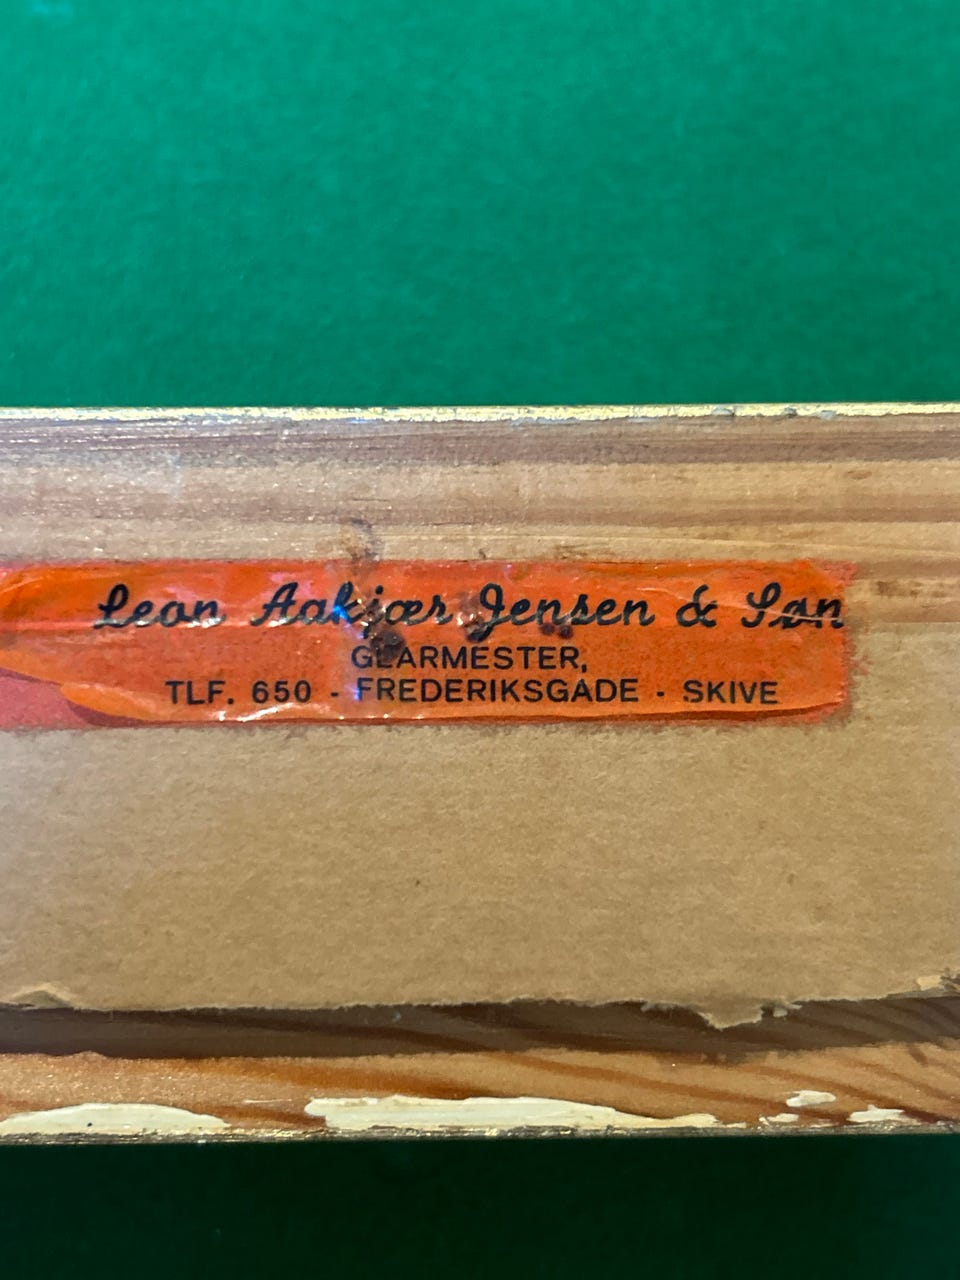 Leon Aakjær Jensen & Søn
GLARMESTER,
TLF. 650 - FREDERIKSGADE - SKIVE